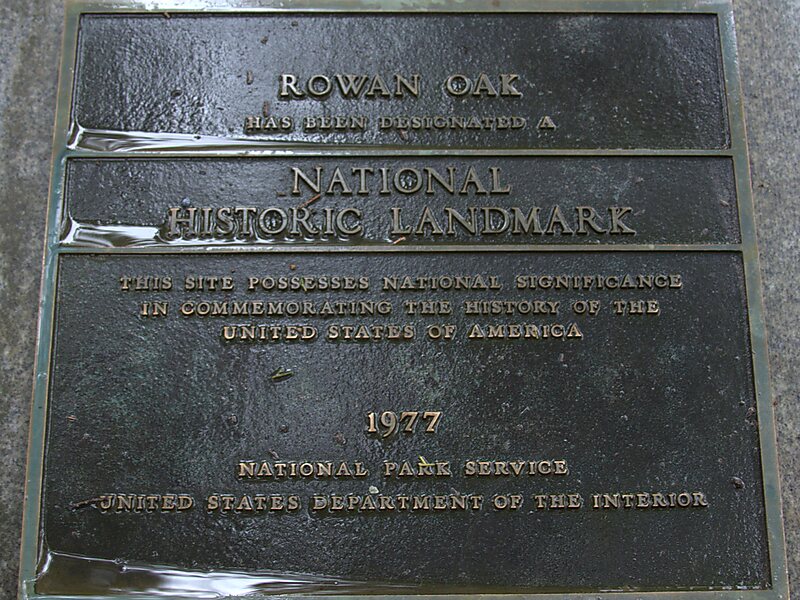 ROWAN OAK
HAS BEEN DESIGNATED A
NATIONAL
HISTORIC LANDMARK
THIS SITE POSSESSES NATIONAL SIGNIFICANCE
IN COMMEMORATING THE HISTORY OF THE
UNITED STATES OF AMERICA
1977
NATIONAL PARK SERVICE
UNITED STATES DEPARTMENT OF THE INTERIOR